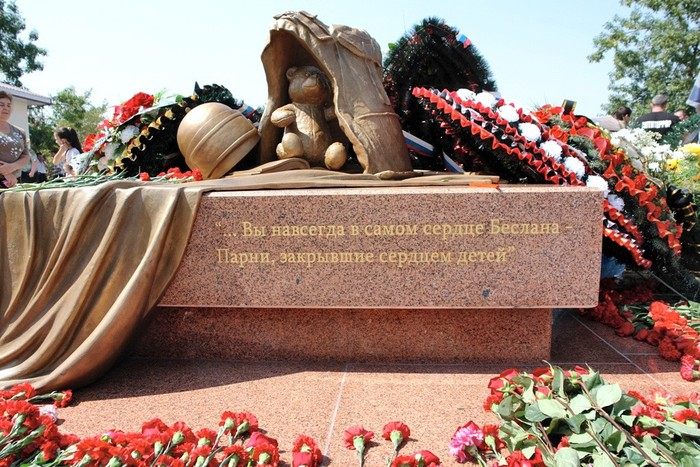 "... Вы навсегда в самом сердце Беслана -
Парни, закрывшие сердцем детей"